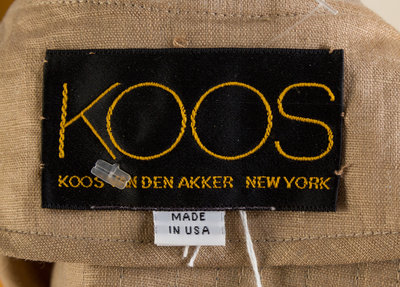 KOOS
KOOS DEN AKKER NEW YORK
MADE
IN USA